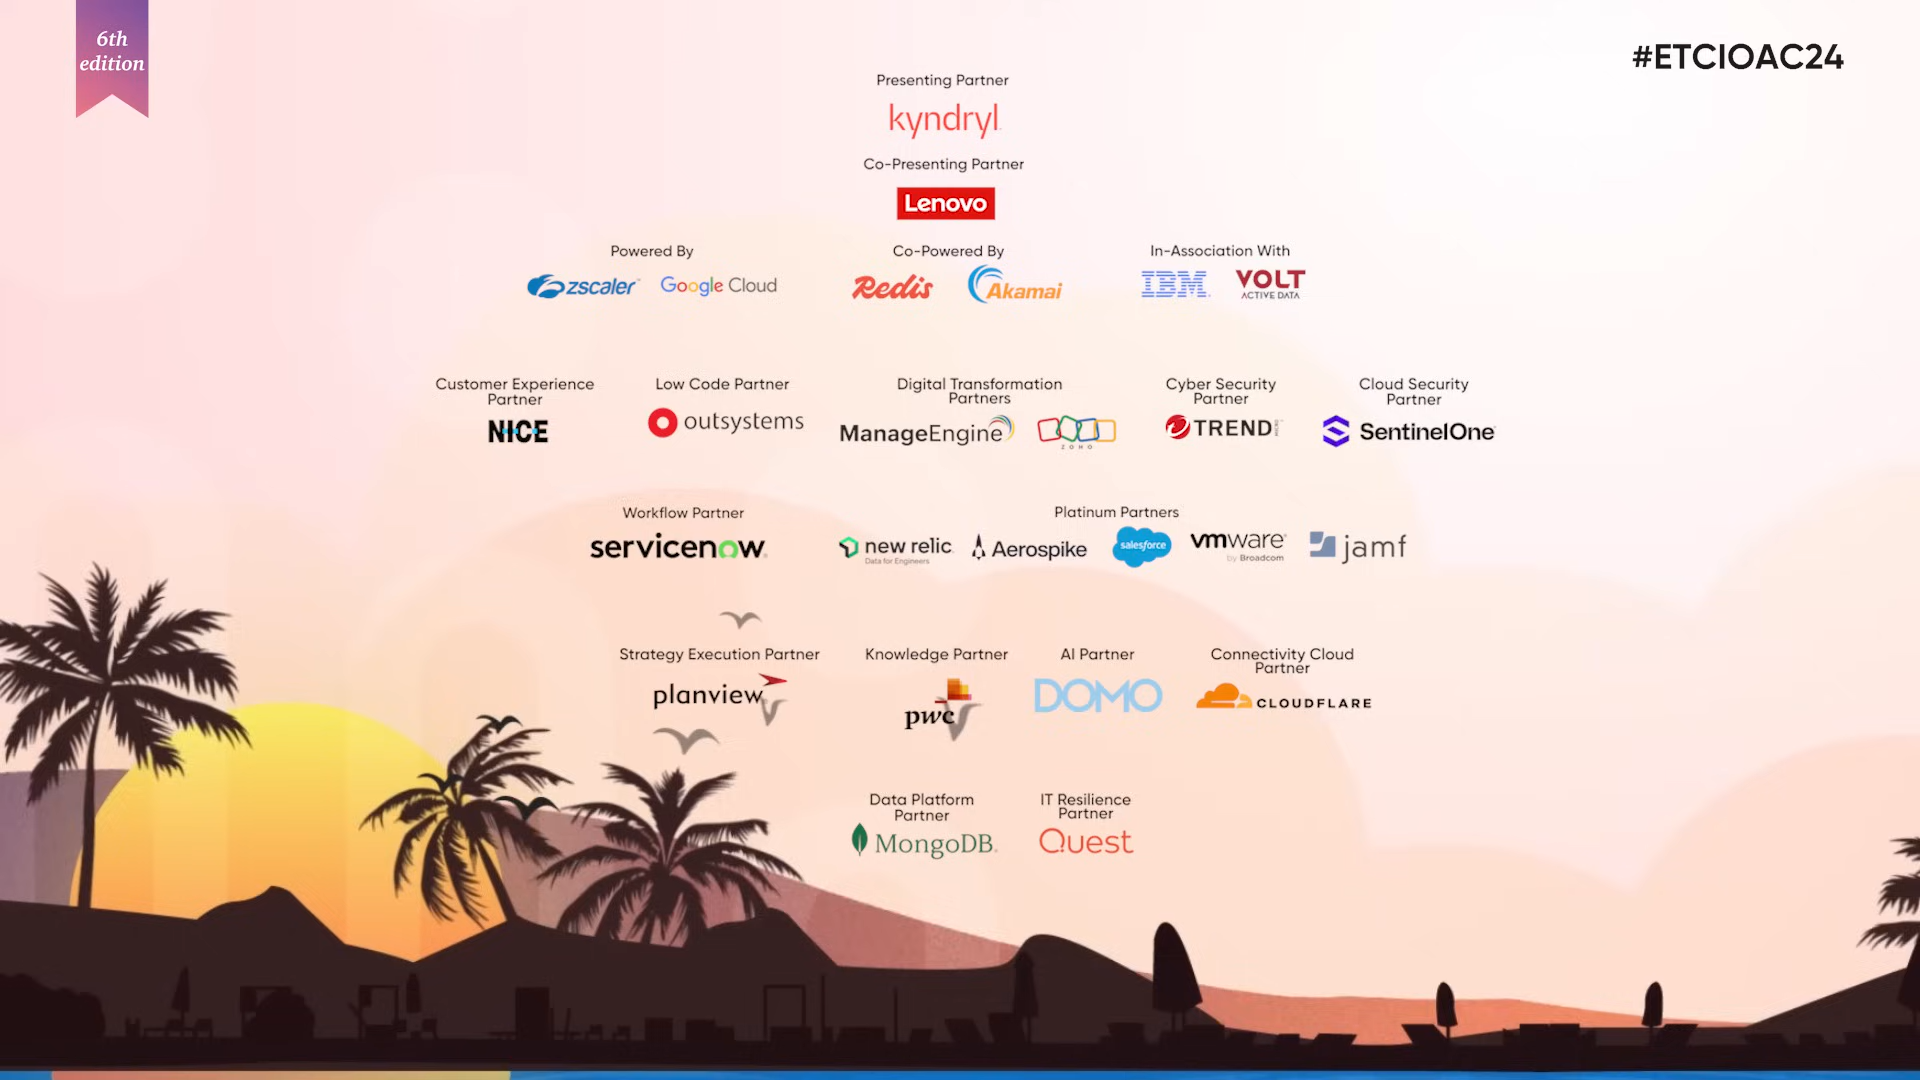 6th
edition
#ETCIOAC24
Presenting Partner
kyndryl
Co-Presenting Partner
Lenovo
Powered By
Co-Powered By
In-Association With
zscaler
Google Cloud
Redis
Akamai
IBM
VOLT
ACTIVE DATA
Customer Experience
Partner
NICE
Low Code Partner
outsystems
Digital Transformation
Partners
ManageEngine
ZOHO
Cyber Security
Partner
TREND
MICRO
Cloud Security
Partner
SentinelOne
Workflow Partner
servicenow
Platinum Partners
new relic
Data for Engineers
Aerospike
salesforce
vmware
by Broadcom
jamf
Strategy Execution Partner
planview
Knowledge Partner
pwc
AI Partner
DOMO
Connectivity Cloud
Partner
CLOUDFLARE
Data Platform
Partner
MongoDB
IT Resilience
Partner
Quest